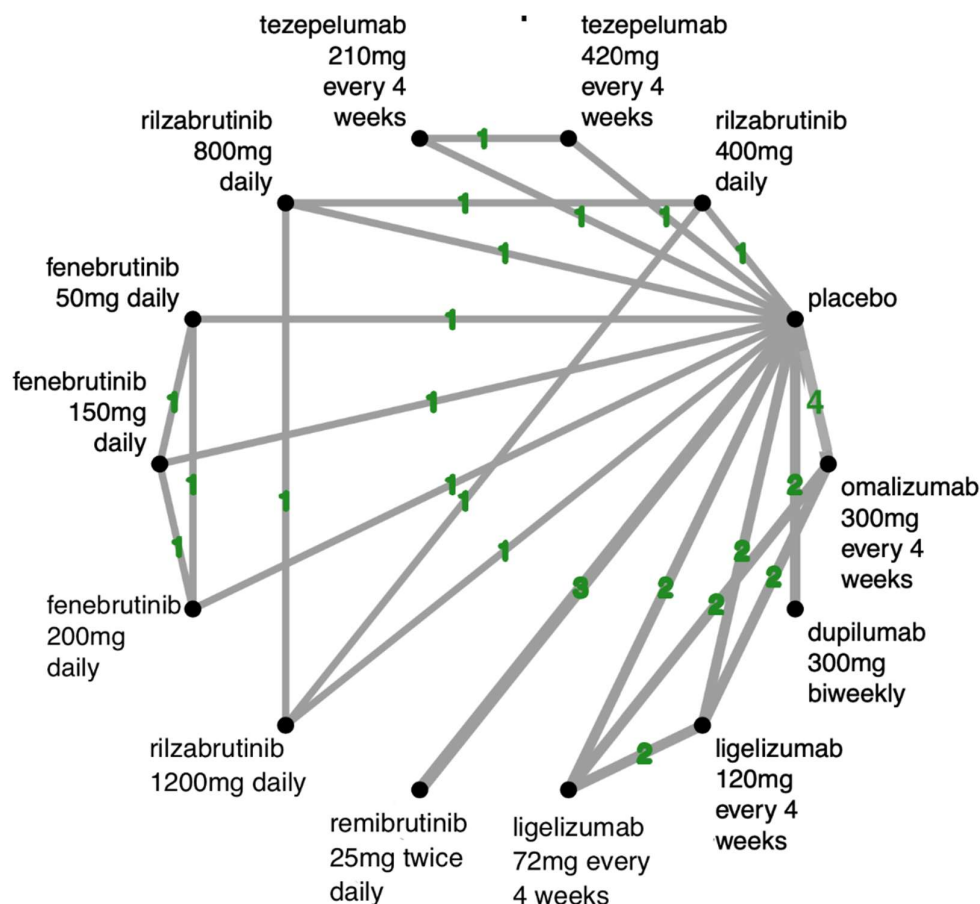 tezepelumab
210mg
every 4
weeks
tezepelumab
420mg
every 4
weeks
rilzabrutinib
800mg
daily
rilzabrutinib
400mg
daily
fenebrutinib
50mg daily
placebo
fenebrutinib
150mg
daily
omalizumab
300mg
every 4
weeks
fenebrutinib
200mg
daily
dupilumab
300mg
biweekly
rilzabrutinib
1200mg daily
ligelizumab
120mg
every 4
weeks
remibrutinib
25mg twice
daily
ligelizumab
72mg every
4 weeks
1
1
1
1
1
1
1
1
4
1
1
1
2
1
1
1
1
2
2
3
2
2
2